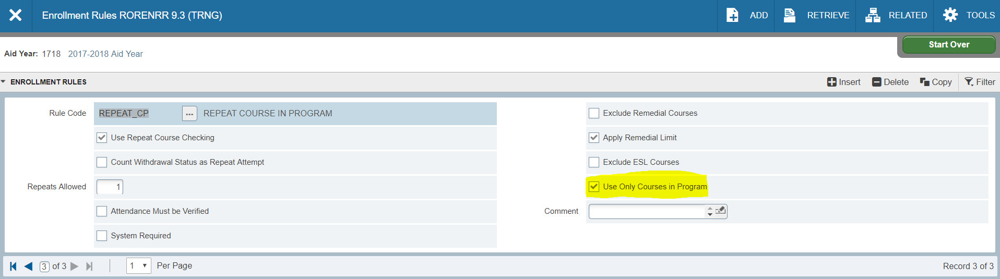 Enrollment Rules RORENRR 9.3 (TRNG)
ADD
RETRIEVE
RELATED
TOOLS
Start Over
Aid Year: 1718 2017-2018 Aid Year
ENROLLMENT RULES
Insert
Delete
Copy
Filter
Rule Code REPEAT_CP ... REPEAT COURSE IN PROGRAM
Exclude Remedial Courses
Use Repeat Course Checking
Apply Remedial Limit
Count Withdrawal Status as Repeat Attempt
Exclude ESL Courses
Repeats Allowed 1
Use Only Courses in Program
Attendance Must be Verified
Comment
System Required
3 of 3
1 Per Page
Record 3 of 3